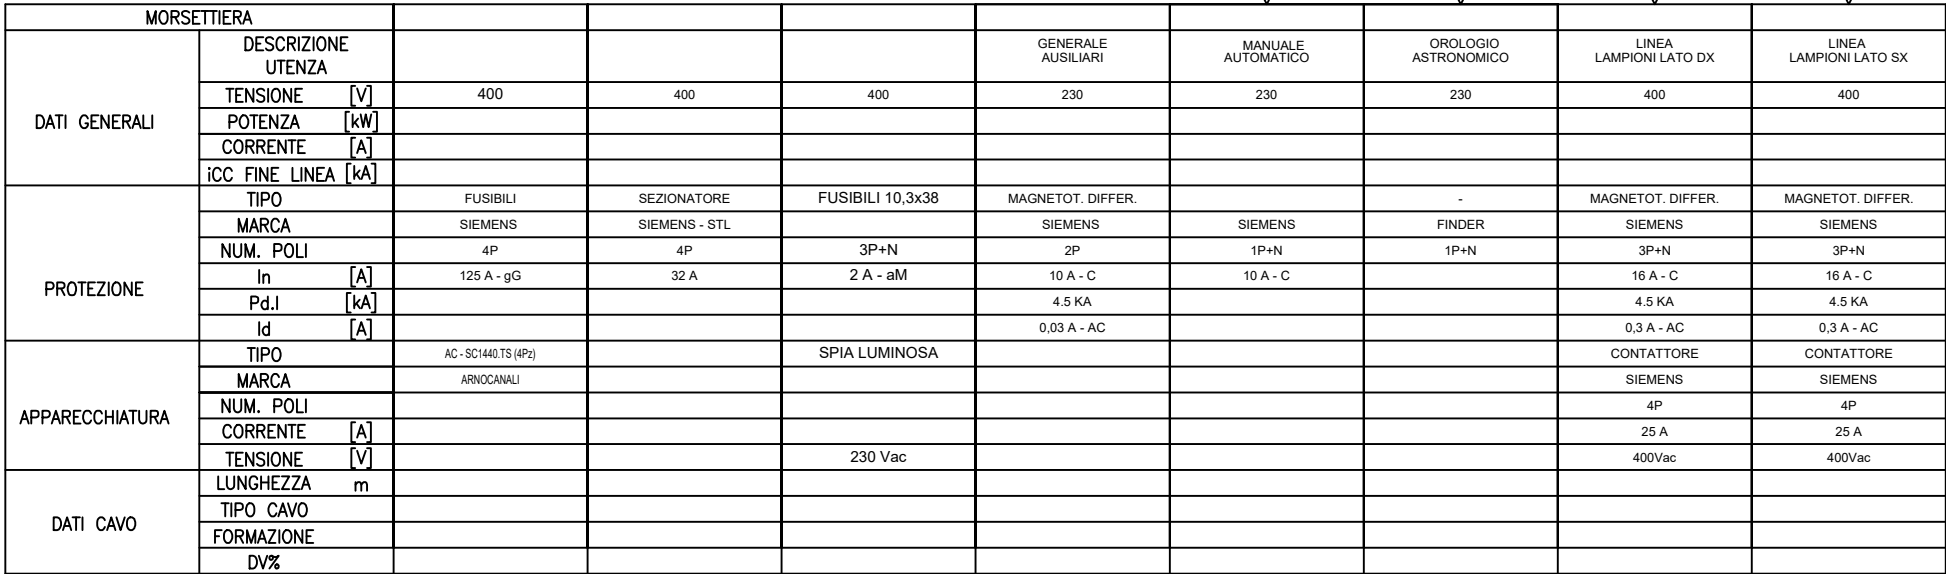 MORSETTIERA
DATI GENERALI
DESCRIZIONE
UTENZA
GENERALE
AUSILIARI
MANUALE
AUTOMATICO
OROLOGIO
ASTRONOMICO
LINEA
LAMPIONI LATO DX
LINEA
LAMPIONI LATO SX
TENSIONE [V] 400 400 400 230 230 230 400 400
POTENZA [kW]
CORRENTE [A]
iCC FINE LINEA [kA]
PROTEZIONE
TIPO FUSIBILI SEZIONATORE FUSIBILI 10,3x38 MAGNETOT. DIFFER. - MAGNETOT. DIFFER. MAGNETOT. DIFFER.
MARCA SIEMENS SIEMENS - STL SIEMENS SIEMENS FINDER SIEMENS SIEMENS
NUM. POLI 4P 4P 3P+N 2P 1P+N 1P+N 3P+N 3P+N
In [A] 125 A - gG 32 A 2 A - aM 10 A - C 10 A - C 16 A - C 16 A - C
Pd.I [kA] 4.5 KA 4.5 KA 4.5 KA
Id [A] 0,03 A - AC 0,3 A - AC 0,3 A - AC
APPARECCHIATURA
TIPO AC - SC1440.TS (4Pz) SPIA LUMINOSA CONTATTORE CONTATTORE
MARCA ARNOCANALI SIEMENS SIEMENS
NUM. POLI 4P 4P
CORRENTE [A] 25 A 25 A
TENSIONE [V] 230 Vac 400Vac 400Vac
DATI CAVO
LUNGHEZZA m
TIPO CAVO
FORMAZIONE
DV%